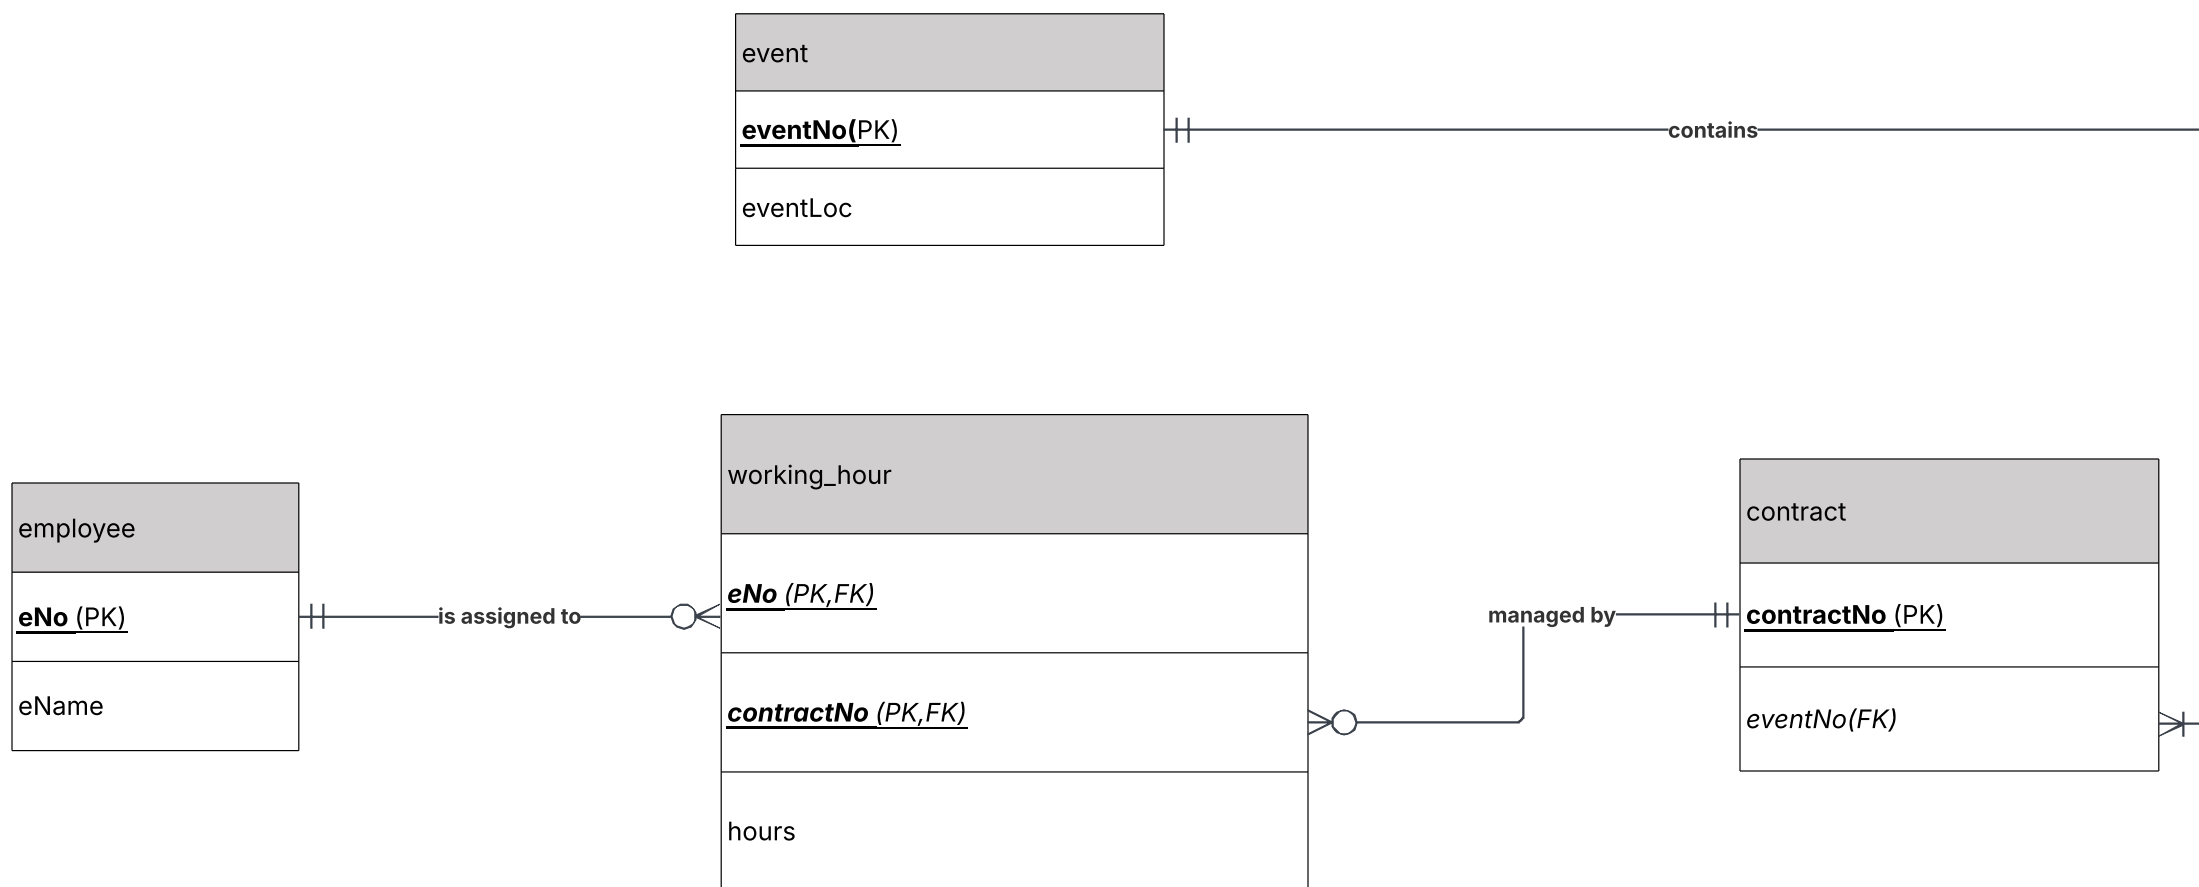 event
eventNo(PK)
contains
eventLoc
working_hour
employee
contract
eNo (PK,FK)
eNo (PK)
is assigned to
managed by
contractNo (PK)
eName
contractNo (PK,FK)
eventNo(FK)
hours